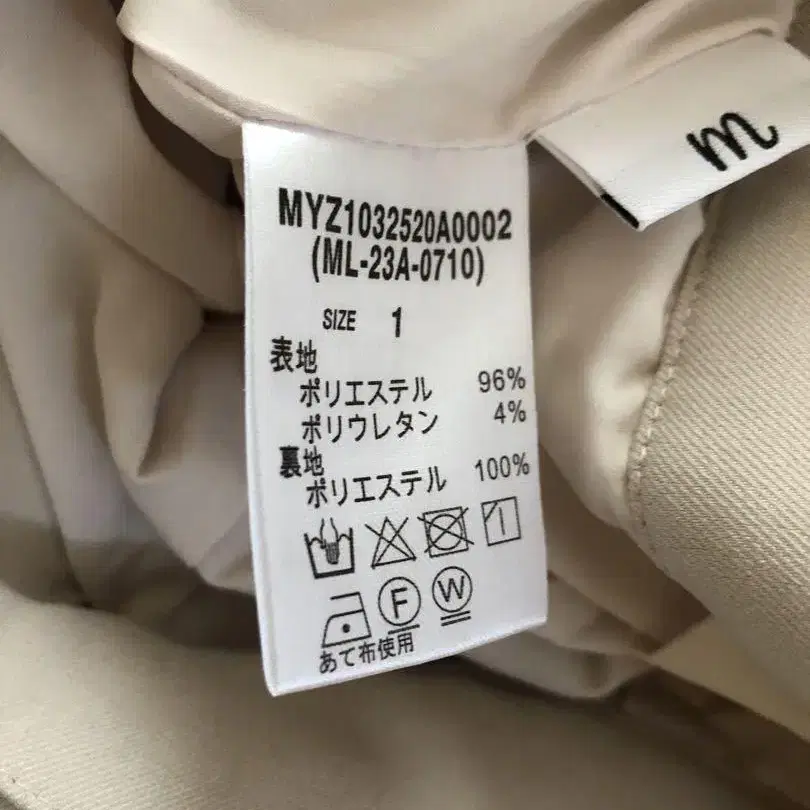 m
MYZ1032520A0002
(ML-23A-0710)
SIZE 1
表地
ポリエステル 96%
ポリウレタン 4%
裏地
ポリエステル 100%
F W
あて布使用